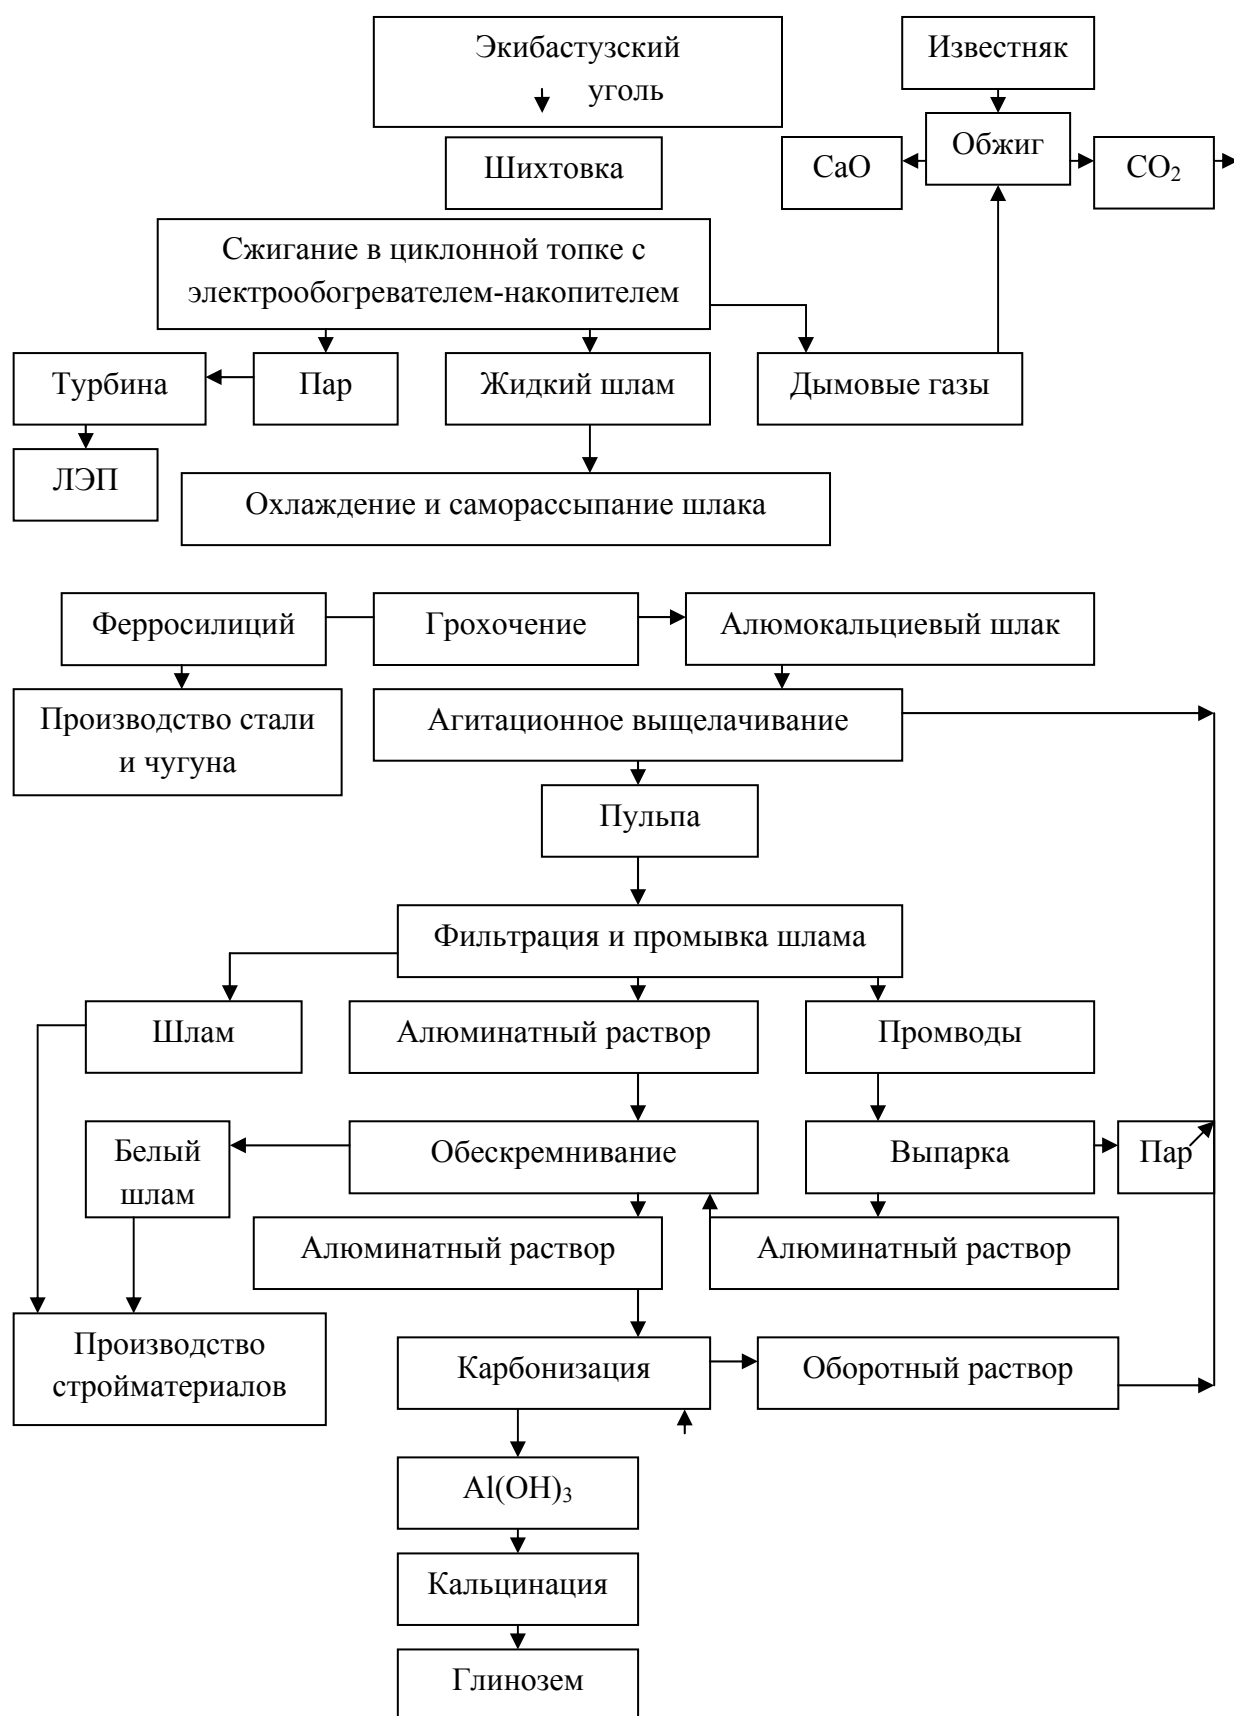 Экибастузский
уголь
Известняк
Шихтовка
CaO
Обжиг
CO₂
Сжигание в циклонной топке с
электрообогревателем-накопителем
Турбина
Пар
Жидкий шлам
Дымовые газы
ЛЭП
Охлаждение и саморассыпание шлака
Ферросилиций
Грохочение
Алюмокальциевый шлак
Производство стали
и чугуна
Агитационное выщелачивание
Пульпа
Фильтрация и промывка шлама
Шлам
Алюминатный раствор
Промводы
Белый
шлам
Обескремнивание
Выпарка
Пар
Алюминатный раствор
Алюминатный раствор
Производство
стройматериалов
Карбонизация
Оборотный раствор
Al(OH)₃
Кальцинация
Глинозем